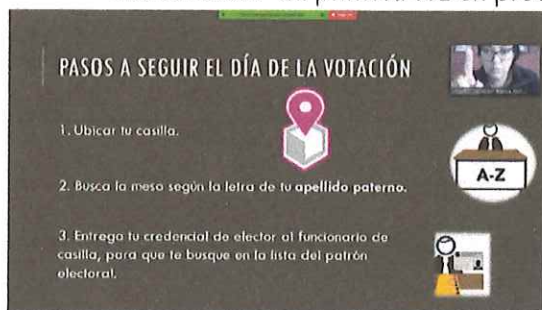 PASOS A SEGUIR EL DÍA DE LA VOTACIÓN
1. Ubicar tu casilla.
2. Busca la mesa según la letra de tu apellido paterno.
A-Z
3. Entrega tu credencial de elector al funcionario de
casilla, para que te busque en la lista del patrón
electoral.